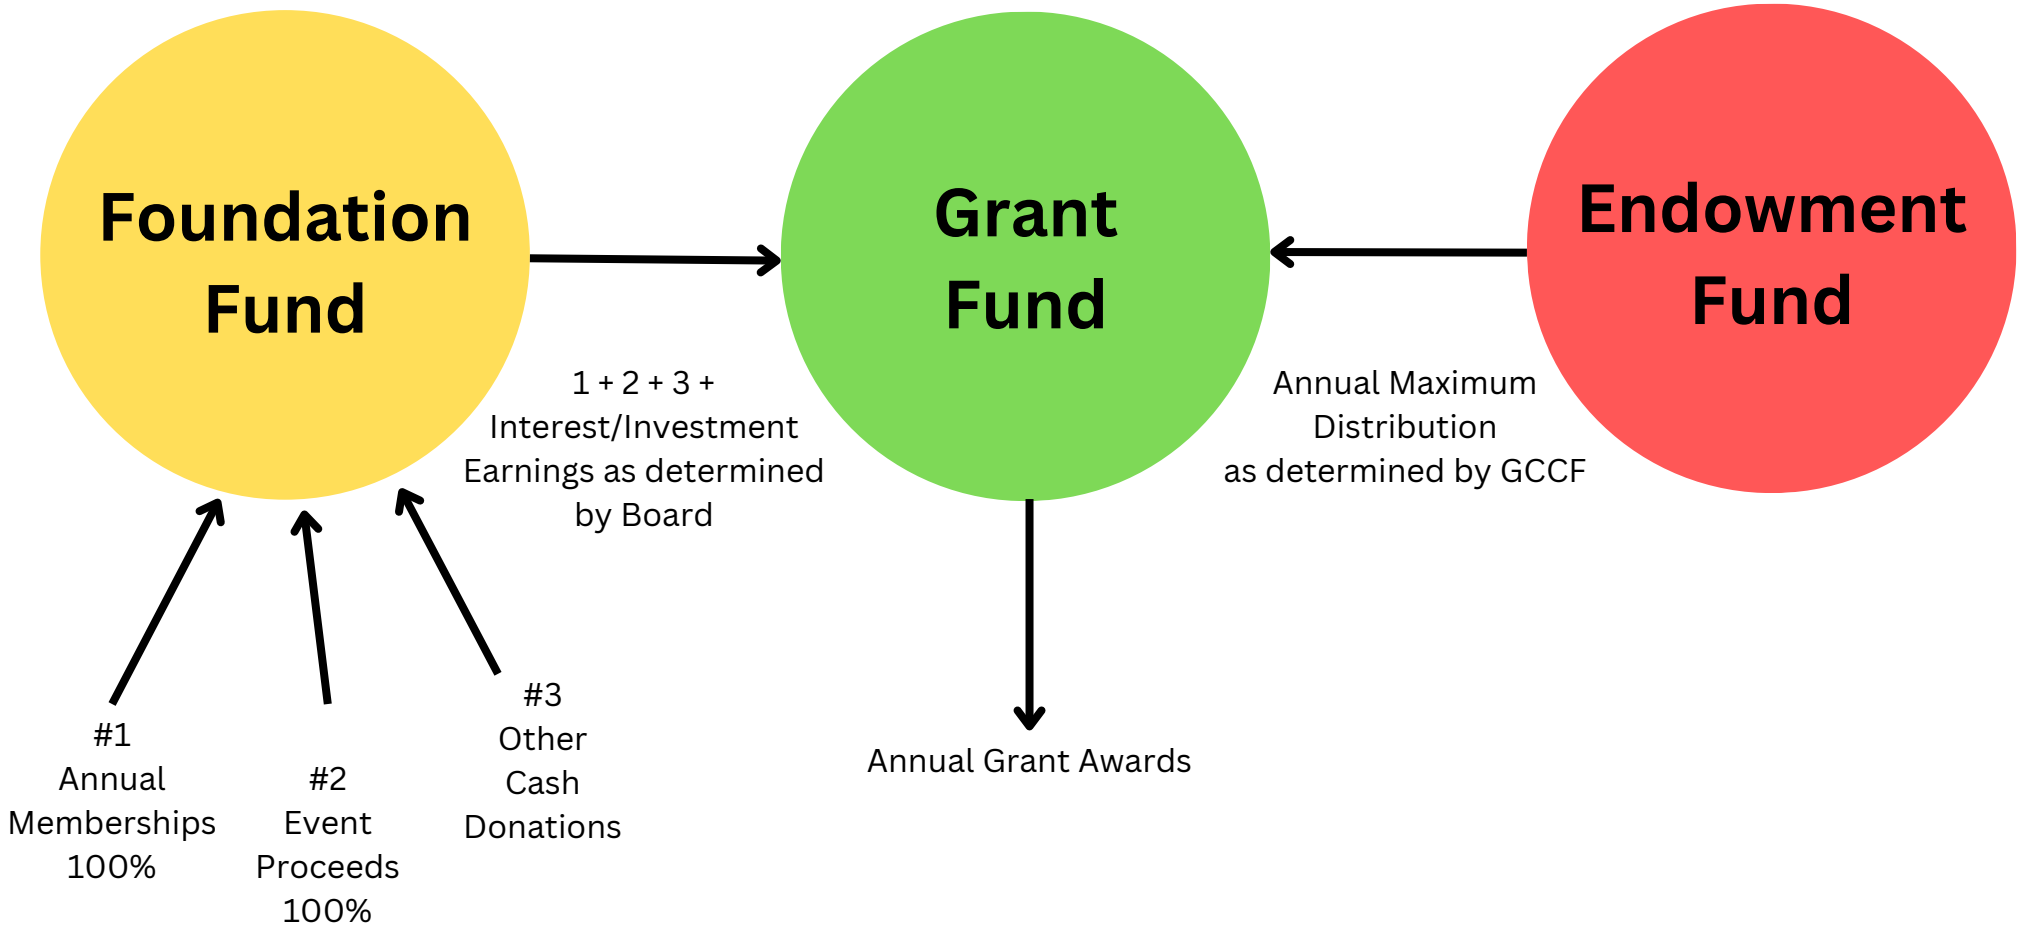 Foundation
Fund
Grant
Fund
Endowment
Fund
1 + 2 + 3 +
Interest/Investment
Earnings as determined
by Board
Annual Maximum
Distribution
as determined by GCCF
#1
Annual
Memberships
100%
#2
Event
Proceeds
100%
#3
Other
Cash
Donations
Annual Grant Awards